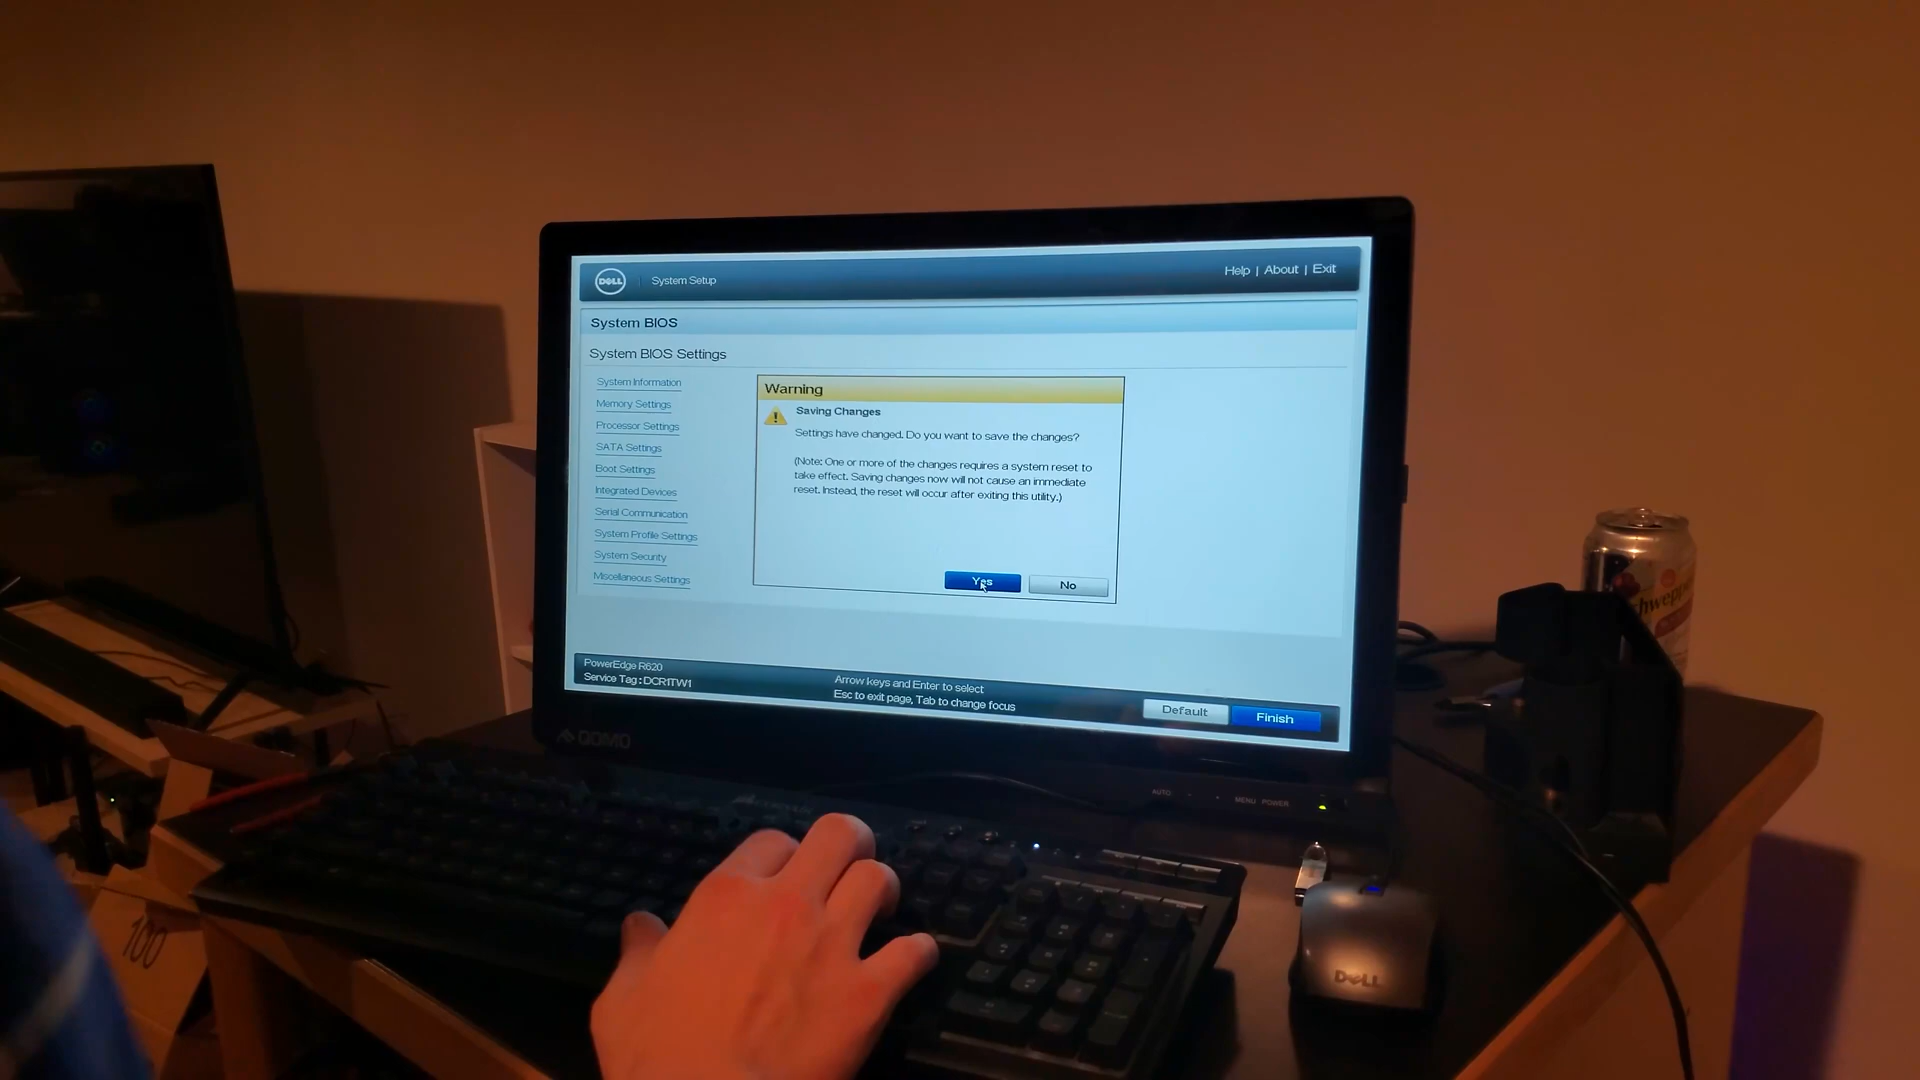 DELL
System Setup
Help | About | Exit
System BIOS
System BIOS Settings
System Information
Memory Settings
Processor Settings
SATA Settings
Boot Settings
Integrated Devices
Serial Communication
System Profile Settings
System Security
Miscellaneous Settings
Warning
Saving Changes
Settings have changed. Do you want to save the changes?
(Note: One or more of the changes requires a system reset to
take effect. Saving changes now will not cause an immediate
reset. Instead, the reset will occur after exiting this utility.)
Yes
No
PowerEdge R620
Service Tag: DCR1TW1
Arrow keys and Enter to select
Esc to exit page, Tab to change focus
Default
Finish
QOMO
AUTO
MENU
POWER
DELL
100